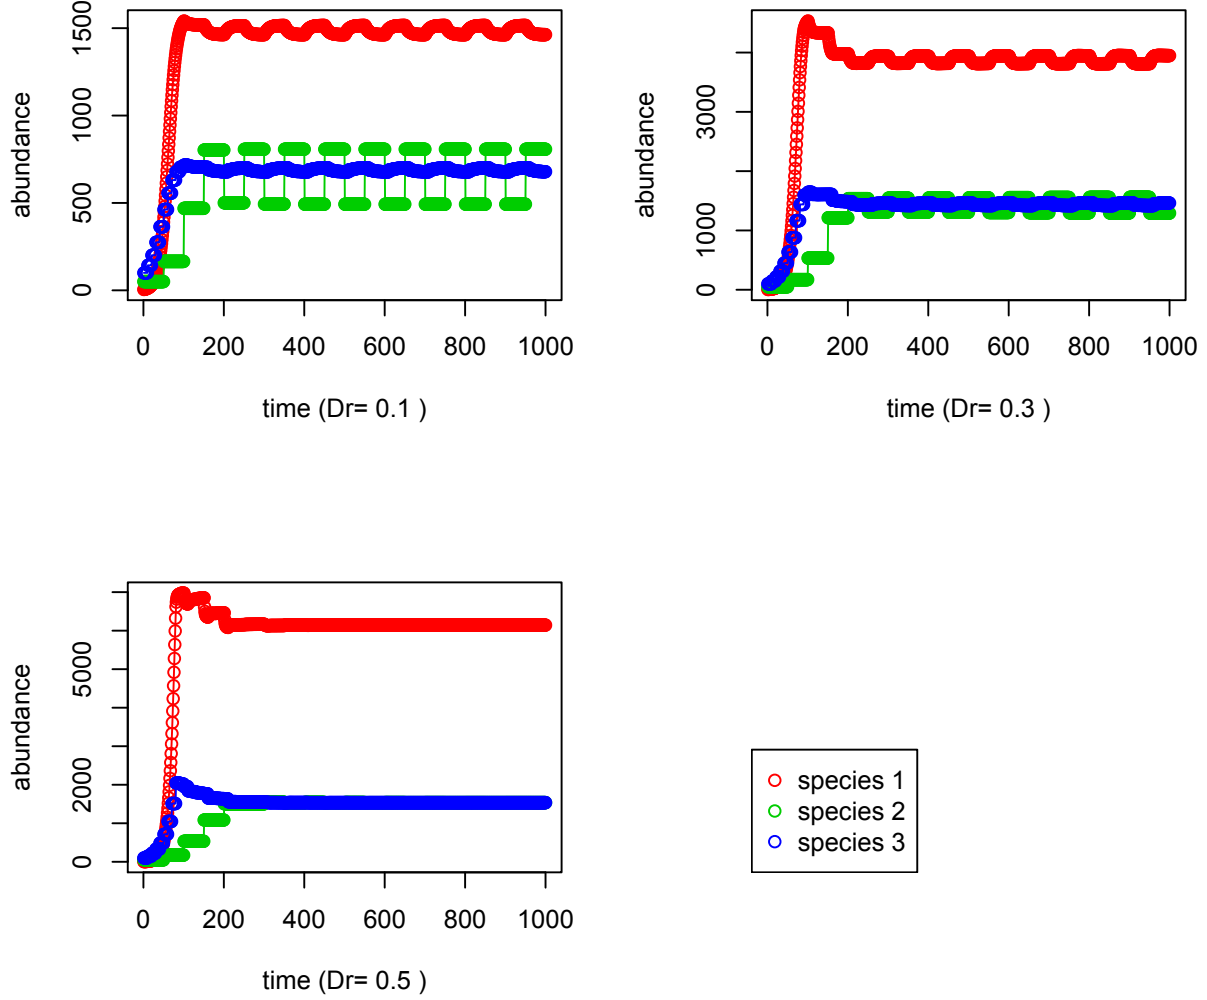 abundance
1500
1000
500
0
0 200 400 600 800 1000
time (Dr= 0.1 )
abundance
3000
1000
0
0 200 400 600 800 1000
time (Dr= 0.3 )
abundance
5000
2000
0
0 200 400 600 800 1000
time (Dr= 0.5 )
species 1
species 2
species 3